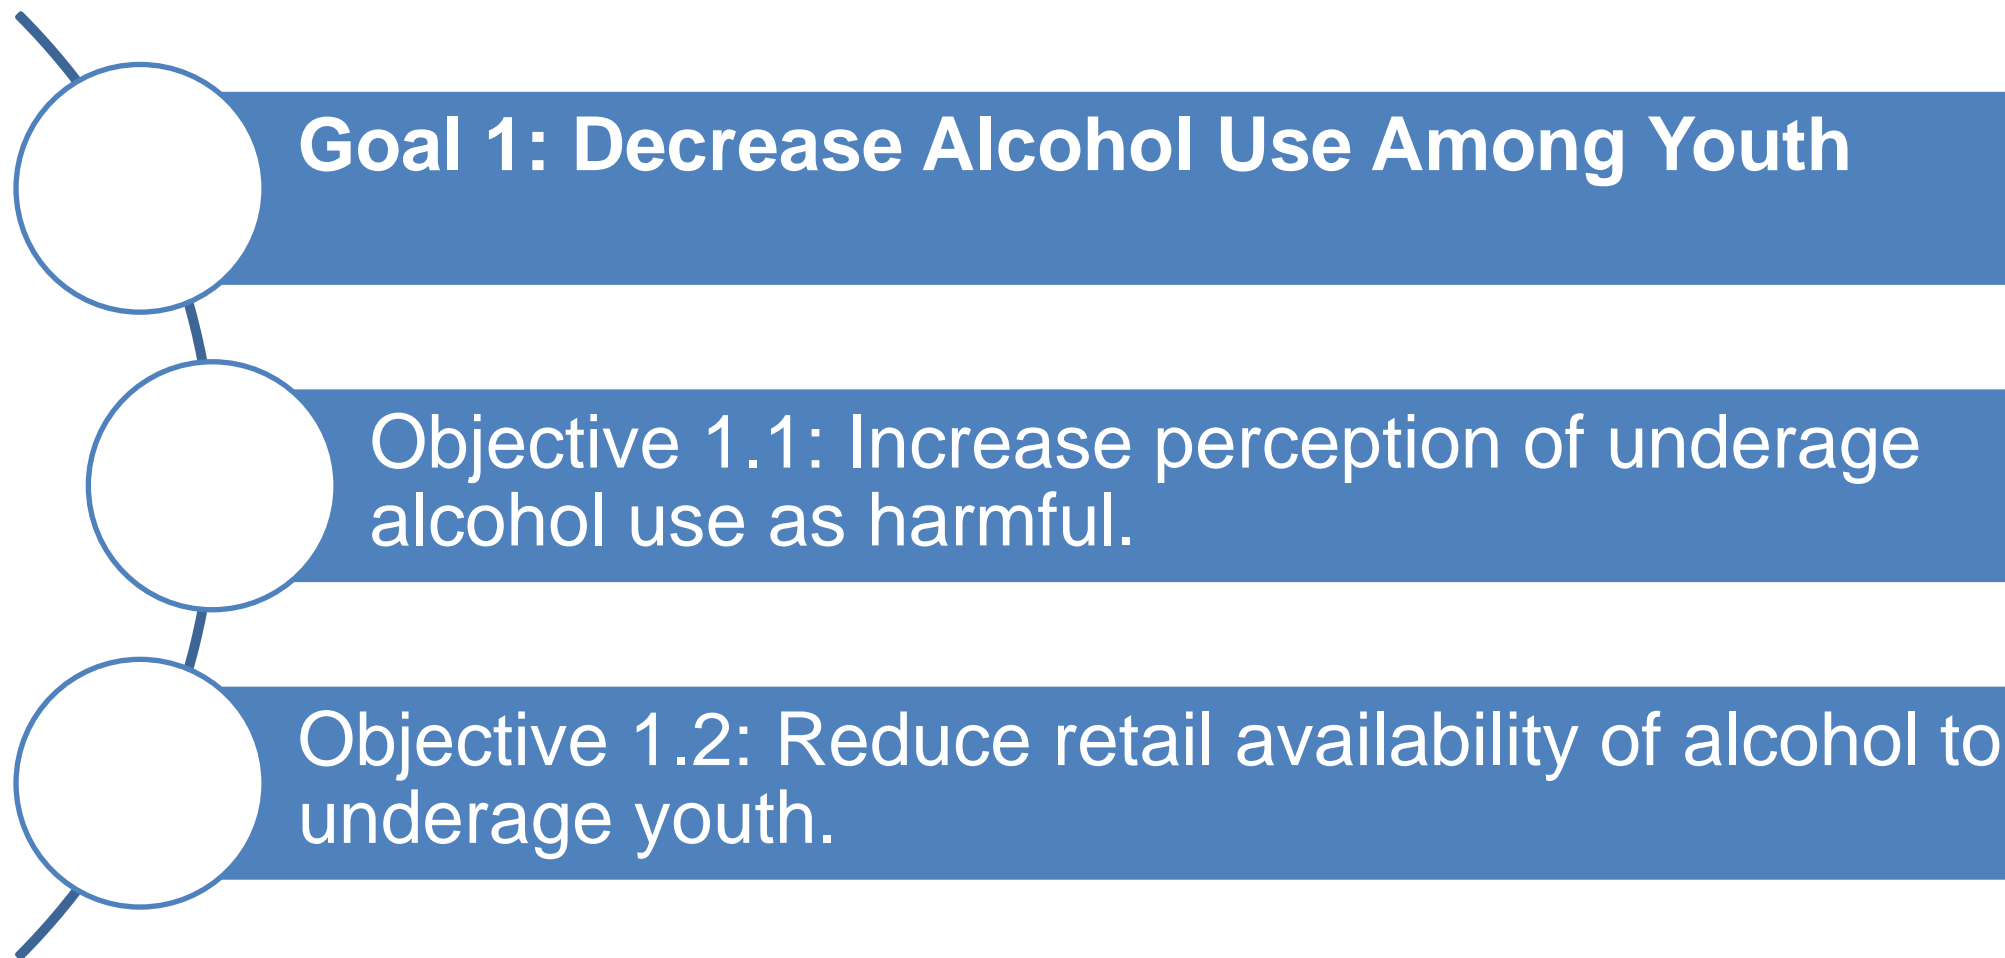 Goal 1: Decrease Alcohol Use Among Youth
Objective 1.1: Increase perception of underage
alcohol use as harmful.
Objective 1.2: Reduce retail availability of alcohol to
underage youth.